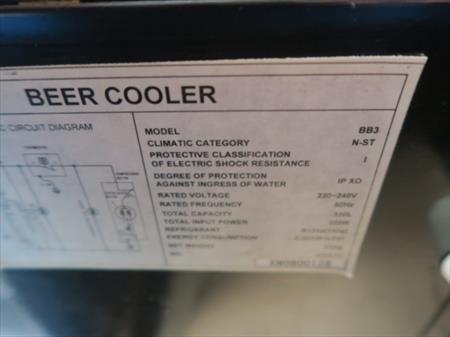 BEER COOLER
C CIRCUIT DIAGRAM
MODEL BB3
CLIMATIC CATEGORY N-ST
PROTECTIVE CLASSIFICATION
OF ELECTRIC SHOCK RESISTANCE I
DEGREE OF PROTECTION
AGAINST INGRESS OF WATER IP XO
RATED VOLTAGE 220~240V
RATED FREQUENCY 50Hz
TOTAL CAPACITY 330L
TOTAL INPUT POWER
REFRIGERANT
ENERGY CONSUMPTION
NET WEIGHT
NO.